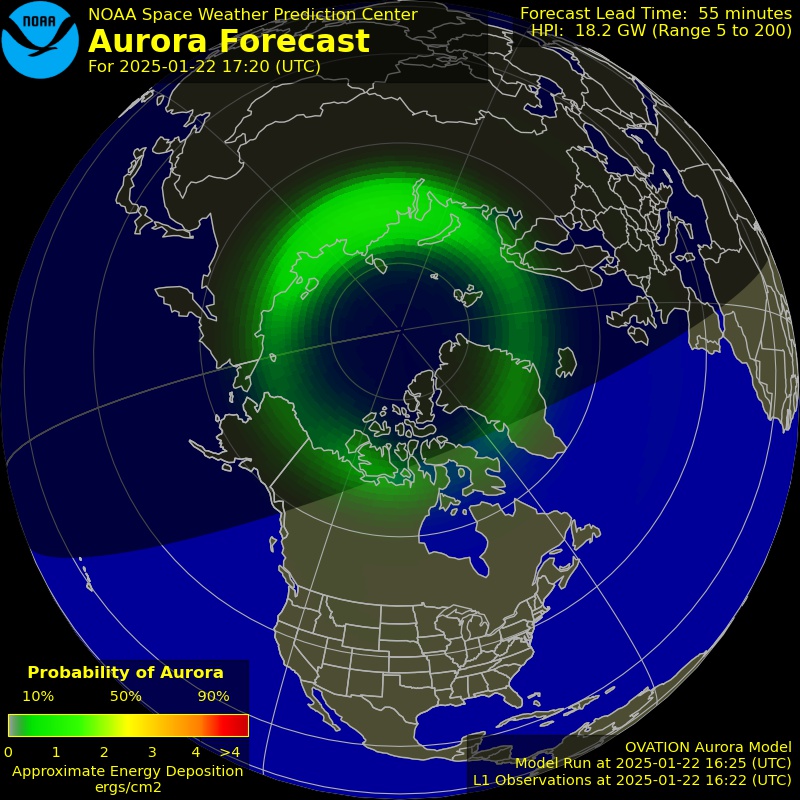 NOAA
NOAA Space Weather Prediction Center
Aurora Forecast
For 2025-01-22 17:20 (UTC)
Forecast Lead Time: 55 minutes
HPI: 18.2 GW (Range 5 to 200)
Probability of Aurora
10% 50% 90%
0 1 2 3 4 >4
Approximate Energy Deposition
ergs/cm2
OVATION Aurora Model
Model Run at 2025-01-22 16:25 (UTC)
L1 Observations at 2025-01-22 16:22 (UTC)